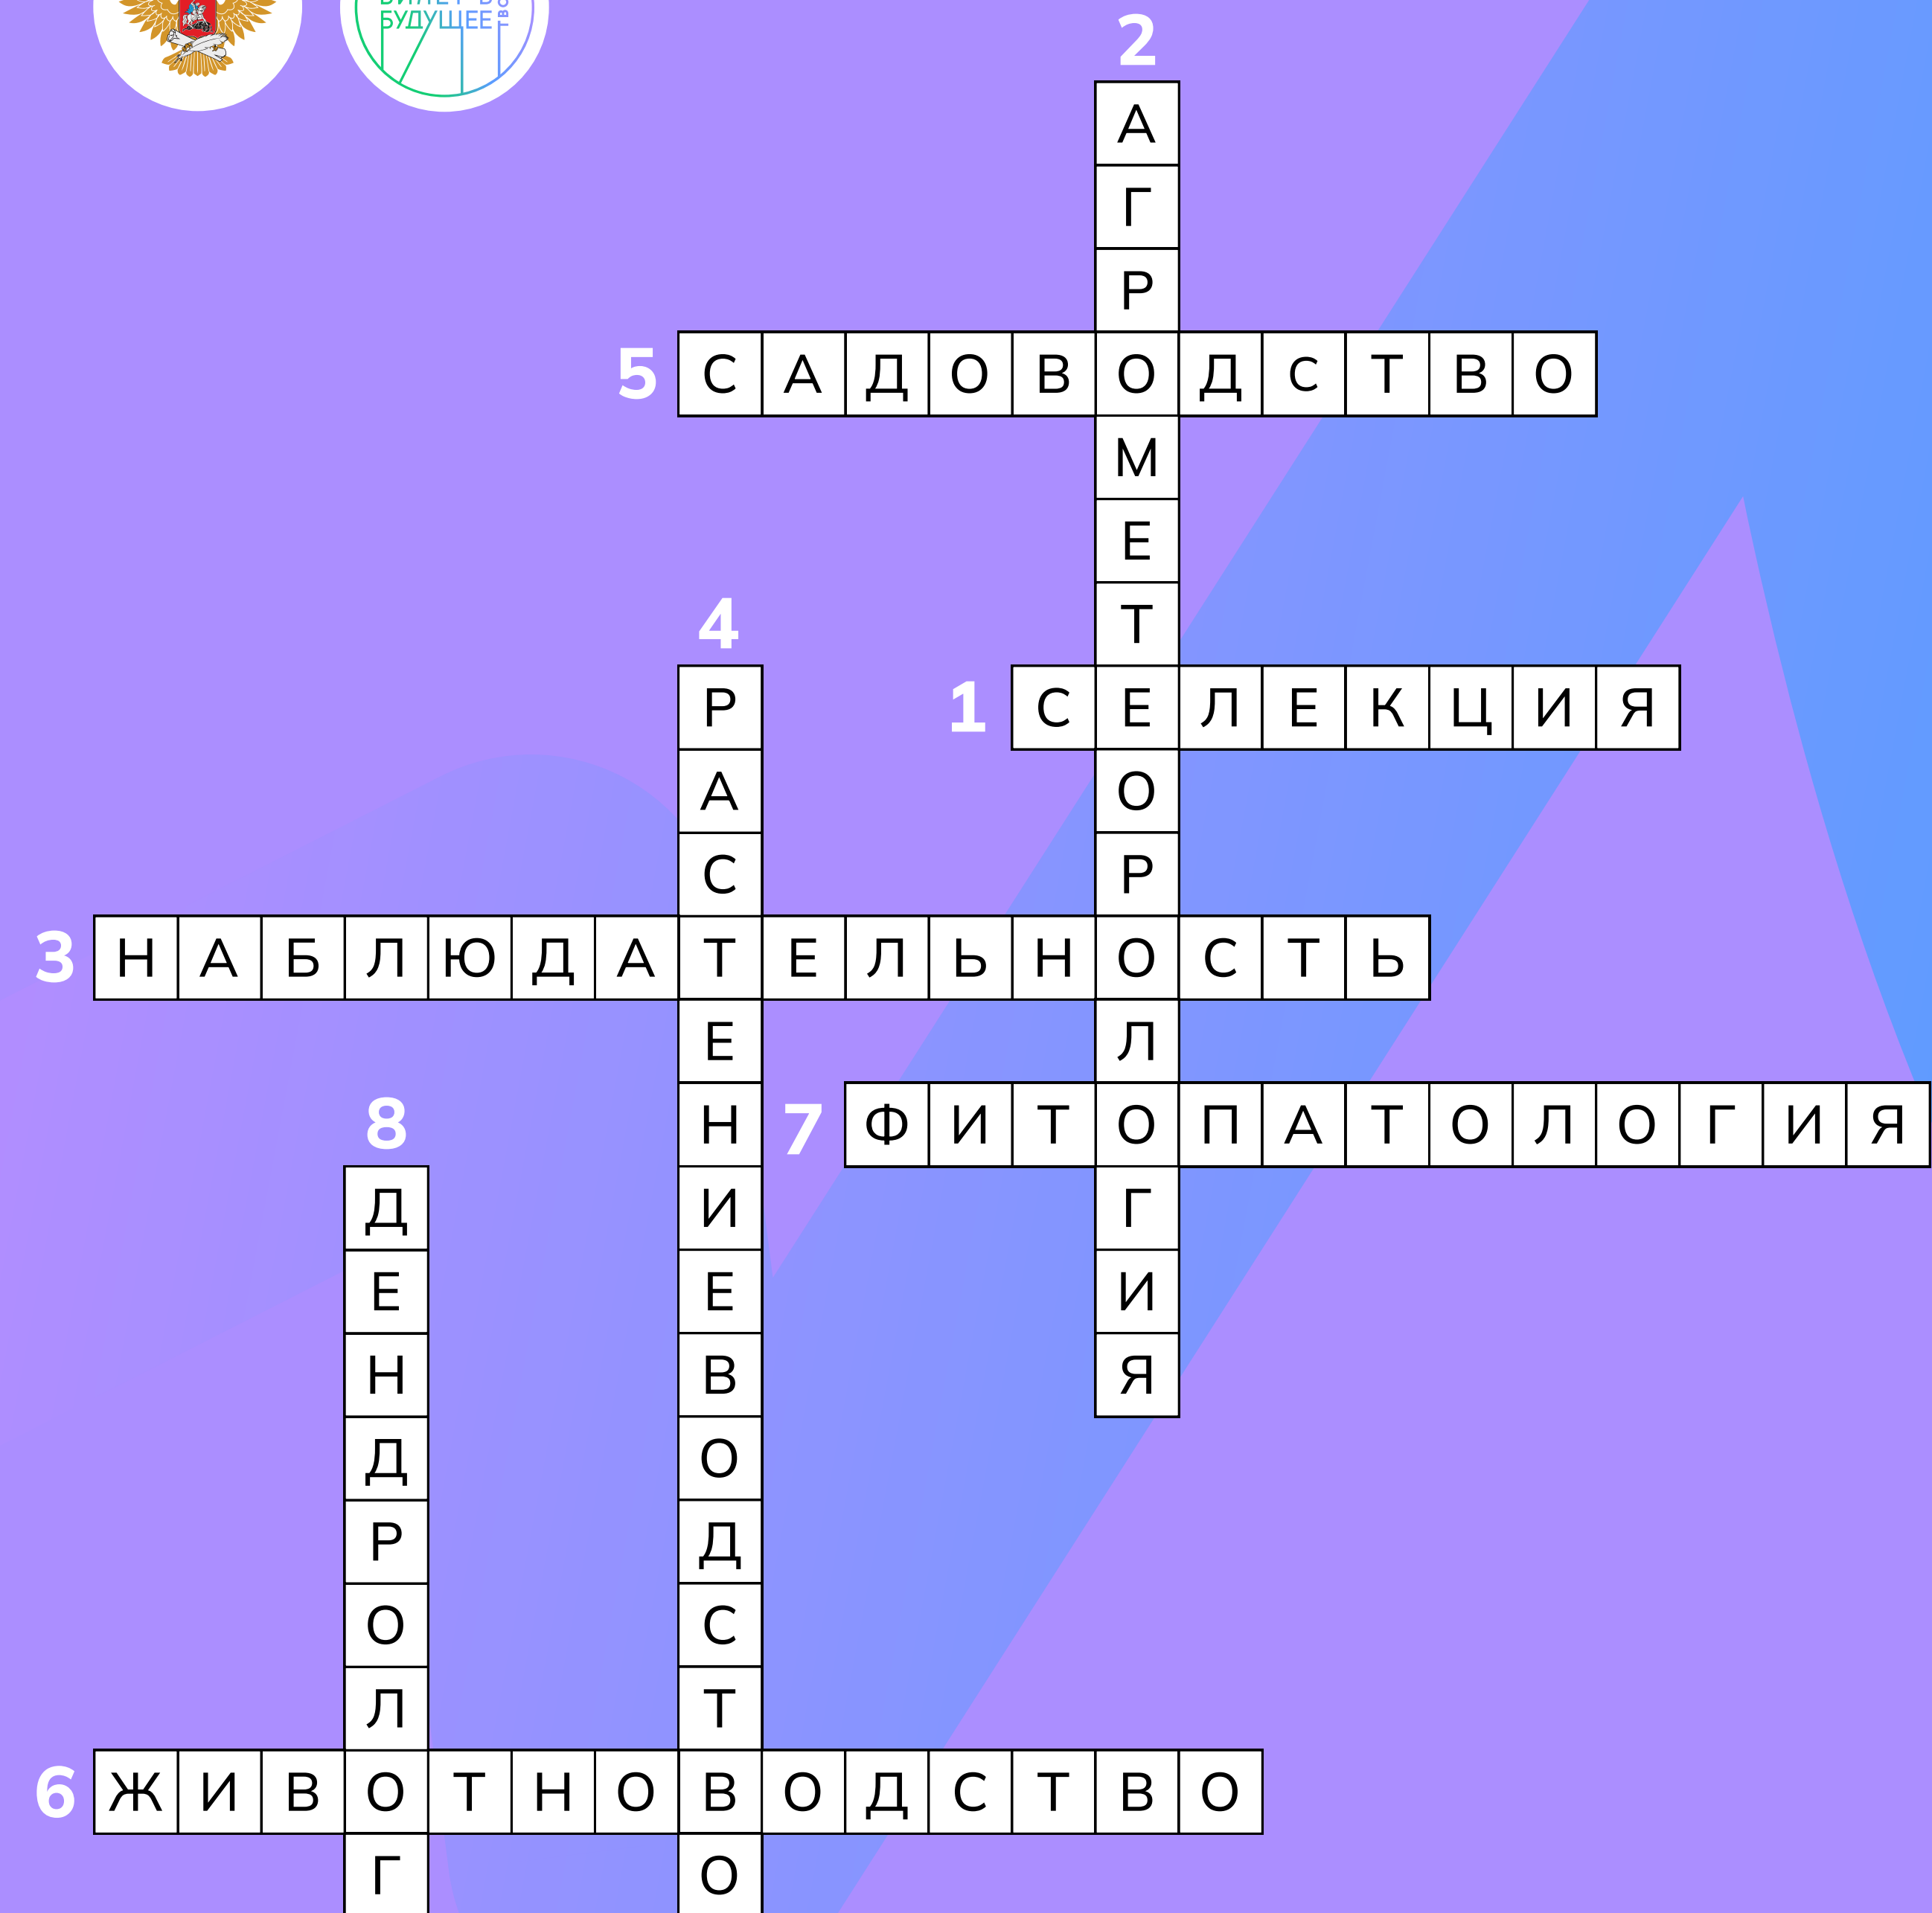 БУДУЩЕЕ
2
АГРОМЕТЕОРОЛОГИЯ
5 САДОВОДСТВО
4
РАСТЕНИЕВОДСТВО
1 СЕЛЕКЦИЯ
3 НАБЛЮДАТЕЛЬНОСТЬ
8
ДЕНДРОЛОГ
7 ФИТОПАТОЛОГИЯ
6 ЖИВОТНОВОДСТВО